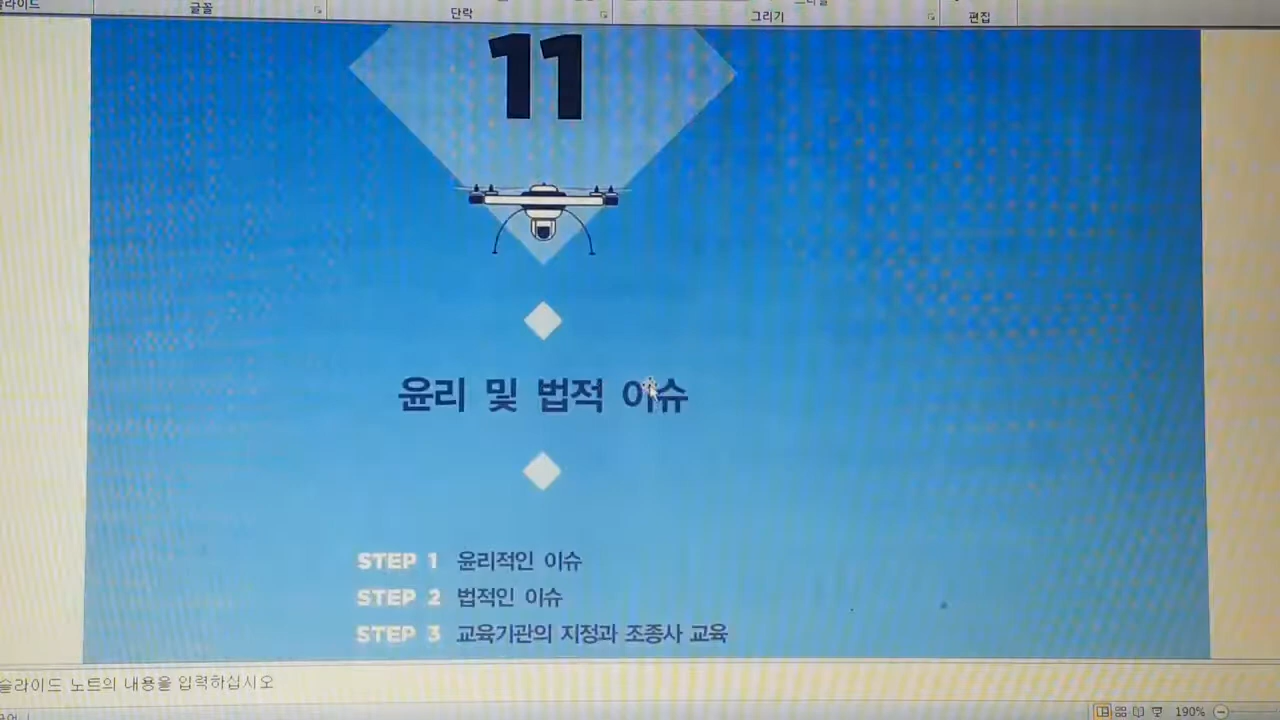 글꼴
단락
그리기
편집
11
윤리 및 법적 이슈
STEP 1 윤리적인 이슈
STEP 2 법적인 이슈
STEP 3 교육기관의 지정과 조종사 교육
슬라이드 노트의 내용을 입력하십시오
190%